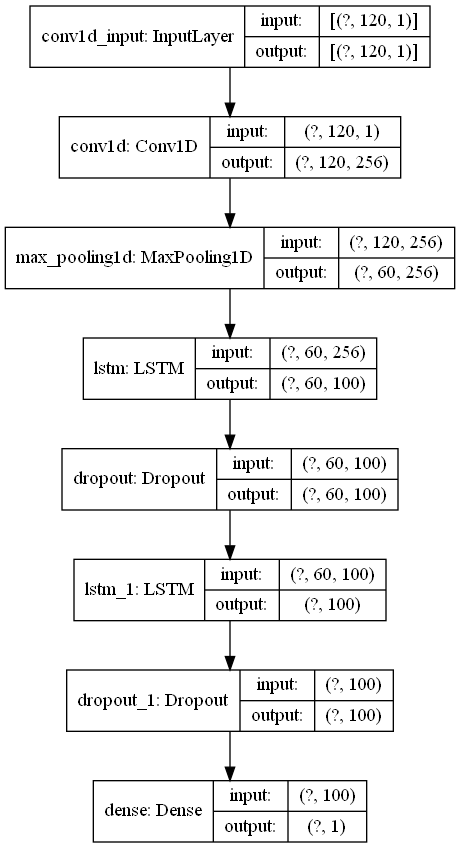 conv1d_input: InputLayer input: [(?, 120, 1)]
output: [(?, 120, 1)]
conv1d: Conv1D input: (?, 120, 1)
output: (?, 120, 256)
max_pooling1d: MaxPooling1D input: (?, 120, 256)
output: (?, 60, 256)
lstm: LSTM input: (?, 60, 256)
output: (?, 60, 100)
dropout: Dropout input: (?, 60, 100)
output: (?, 60, 100)
lstm_1: LSTM input: (?, 60, 100)
output: (?, 100)
dropout_1: Dropout input: (?, 100)
output: (?, 100)
dense: Dense input: (?, 100)
output: (?, 1)